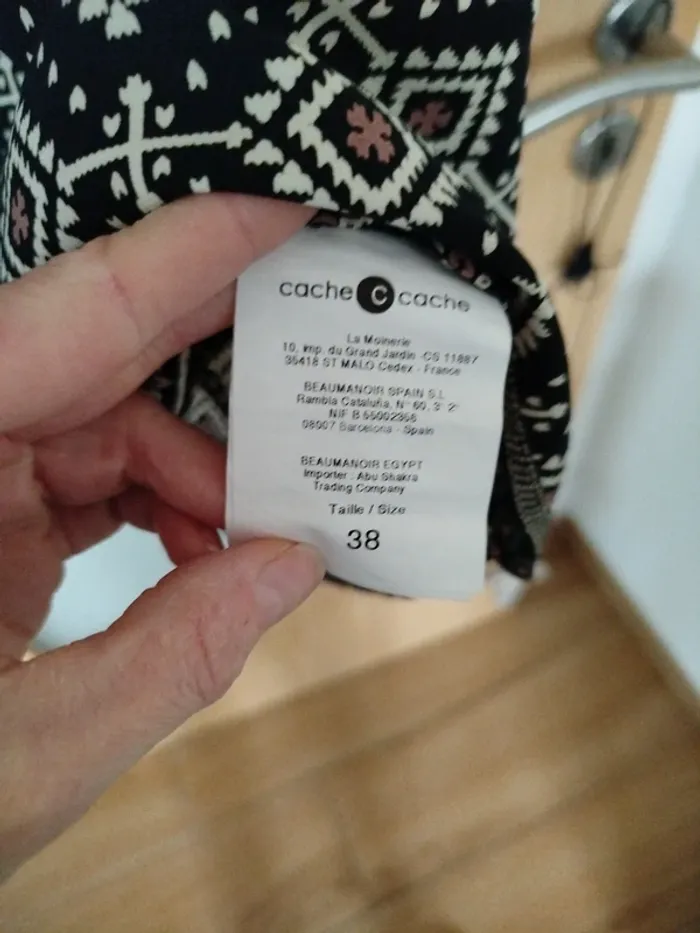 cache C cache
La Moinerie
10, imp. du Grand Jardin -CS 11887
35418 ST MALO Cedex - France
BEAUMANOIR SPAIN S.L
Rambla Cataluña, N° 60, 3° 2°
NIF B 55002356
08007 Barcelona - Spain
BEAUMANOIR EGYPT
Importer : Abu Shakra
Trading Company
Taille / Size
38